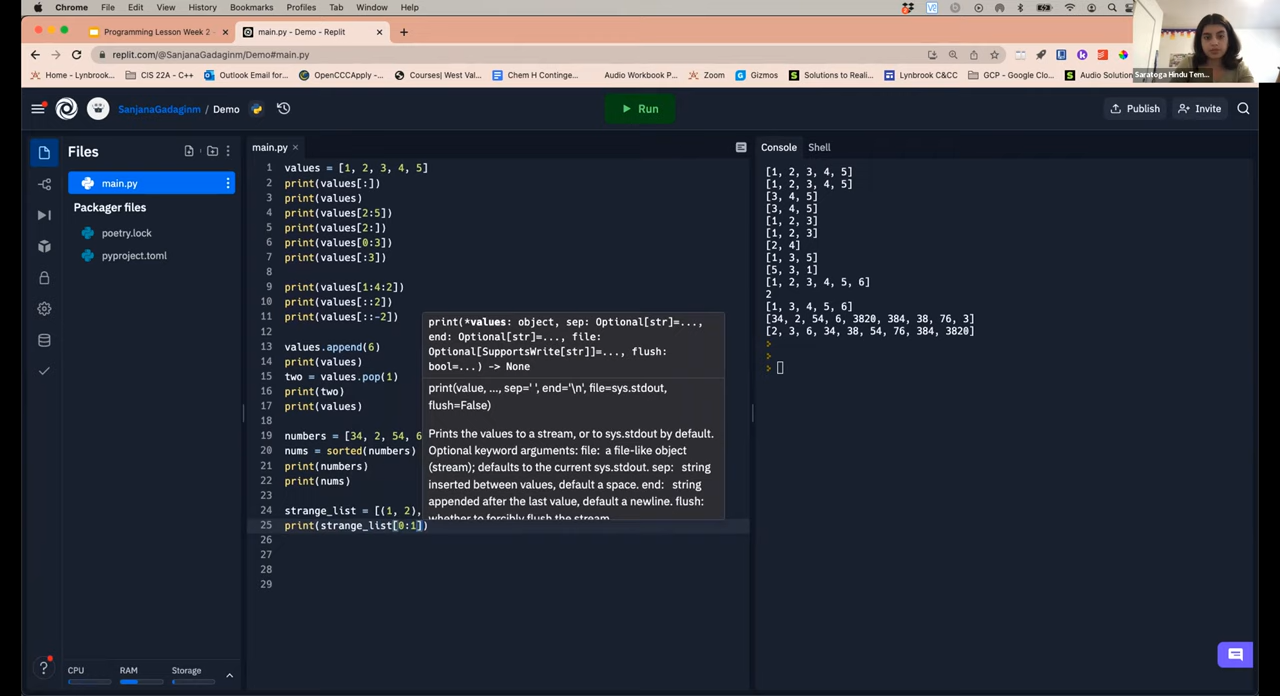 Chrome File Edit View History Bookmarks Profiles Tab Window Help
Programming Lesson Week 2 - × main.py - Demo - Replit × +
replit.com/@SanjanaGadaginm/Demo#main.py
Home - Lynbrook... CIS 22A - C++ Outlook Email for... OpenCCCApply -... Courses| West Val... Chem H Continge... Audio Workbook P... Zoom Gizmos Solutions to Reali... Lynbrook C&CC GCP - Google Clo... Audio Solution
Saratoga Hindu Tem...
SanjanaGadaginm / Demo Run Publish Invite
Files
main.py
Packager files
poetry.lock
pyproject.toml
CPU RAM Storage
main.py ×
1 values = [1, 2, 3, 4, 5]
2 print(values[:])
3 print(values)
4 print(values[2:5])
5 print(values[2:])
6 print(values[0:3])
7 print(values[:3])
8
9 print(values[1:4:2])
10 print(values[::2])
11 print(values[::-2])
12
13 values.append(6)
14 print(values)
15 two = values.pop(1)
16 print(two)
17 print(values)
18
19 numbers = [34, 2, 54, 6
20 nums = sorted(numbers)
21 print(numbers)
22 print(nums)
23
24 strange_list = [(1, 2),
25 print(strange_list[0:1])
26
27
28
29
print(*values: object, sep: Optional[str]=...,
end: Optional[str]=..., file:
Optional[SupportsWrite[str]]=..., flush:
bool=...) -> None
print(value, ..., sep=' ', end='\n', file=sys.stdout,
flush=False)
Prints the values to a stream, or to sys.stdout by default.
Optional keyword arguments: file: a file-like object
(stream); defaults to the current sys.stdout. sep: string
inserted between values, default a space. end: string
appended after the last value, default a newline. flush:
whether to forcibly flush the stream.
Console Shell
[1, 2, 3, 4, 5]
[1, 2, 3, 4, 5]
[3, 4, 5]
[3, 4, 5]
[1, 2, 3]
[1, 2, 3]
[2, 4]
[1, 3, 5]
[5, 3, 1]
[1, 2, 3, 4, 5, 6]
2
[1, 3, 4, 5, 6]
[34, 2, 54, 6, 3820, 384, 38, 76, 3]
[2, 3, 6, 34, 38, 54, 76, 384, 3820]
>
>
>